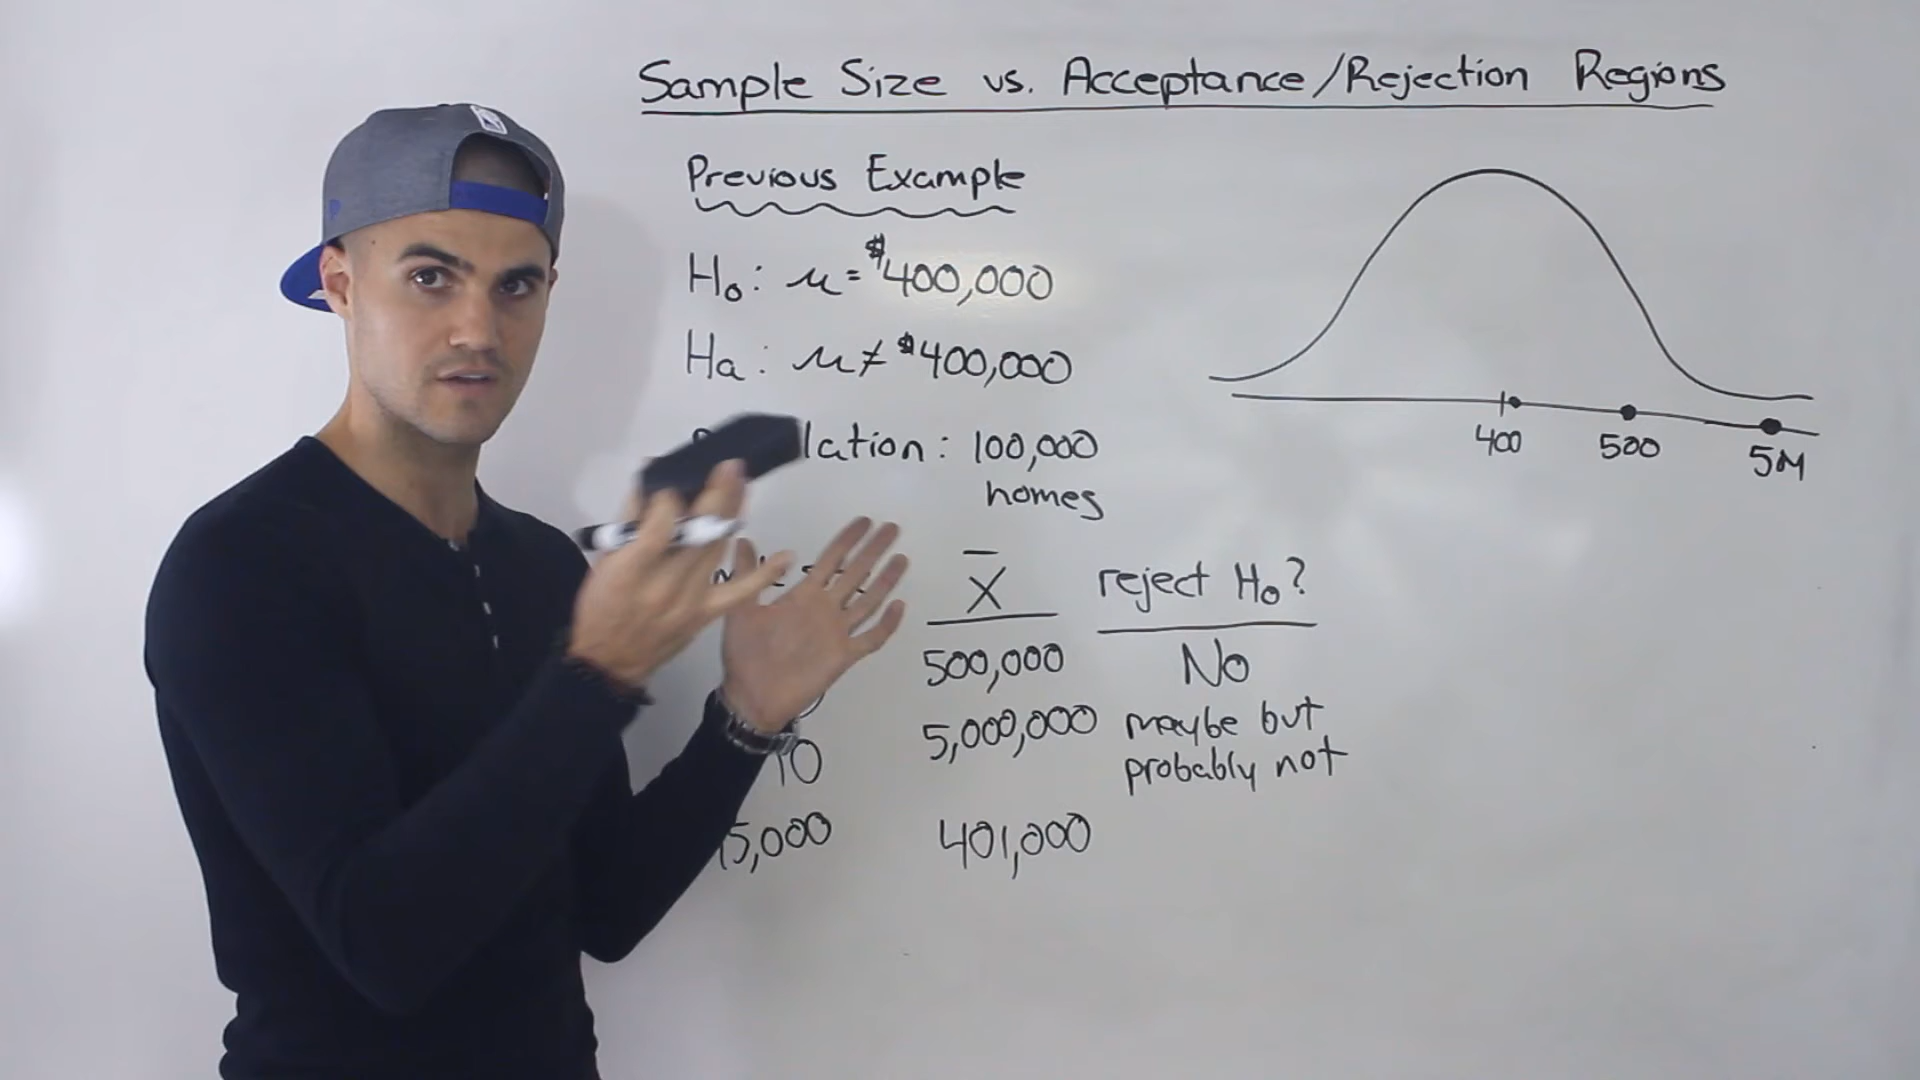 Sample Size vs. Acceptance/Rejection Regions
Previous Example
H₀: μ = $400,000
Ha: μ ≠ $400,000
lation: 100,000
homes
400 500 5M
X̄ reject H₀?
500,000 No
10 5,000,000 maybe but
probably not
5,000 401,000